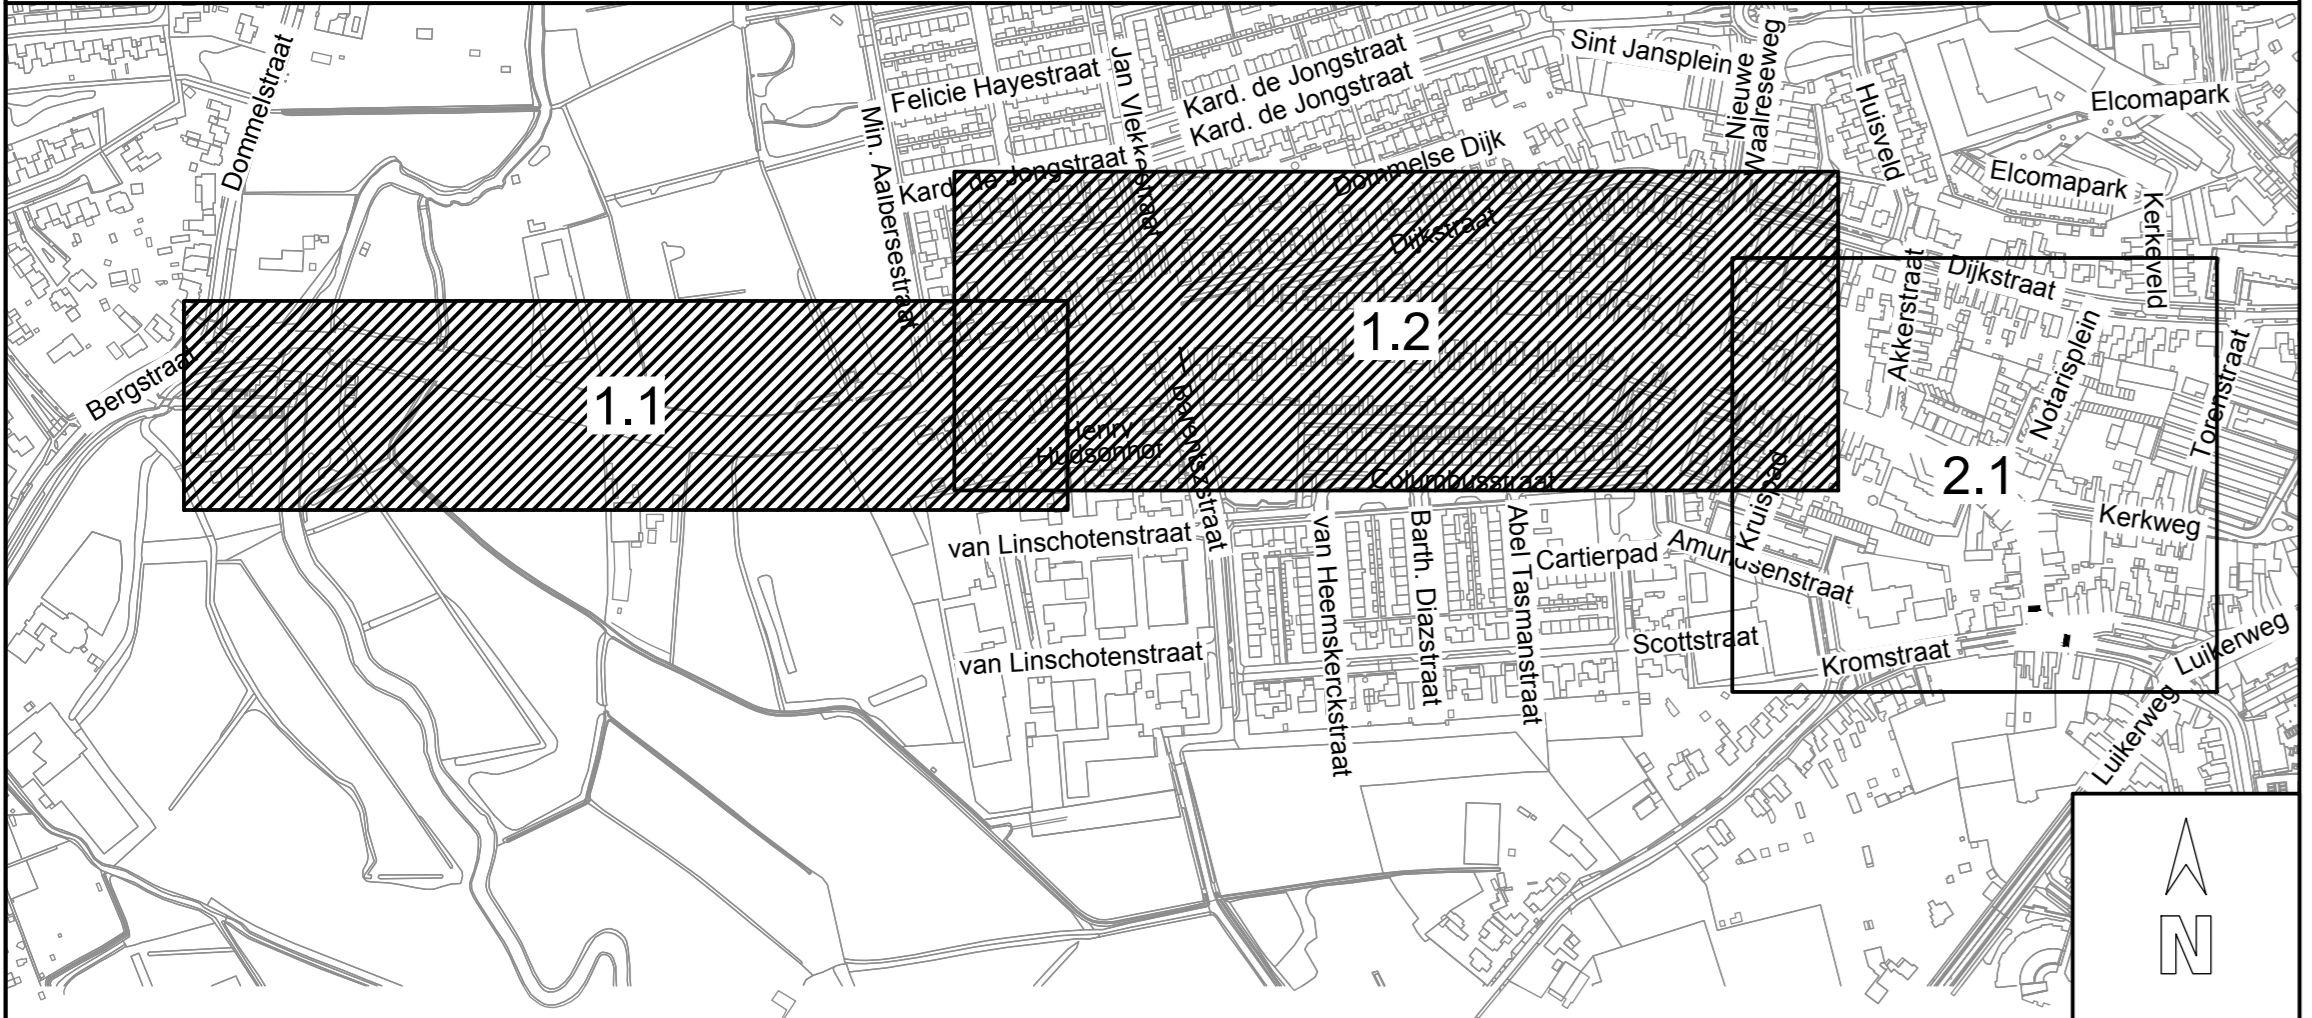 Dommelstraat
Felicie Hayestraat
Jan Vlekkestraat
Kard. de Jongstraat
Kard. de Jongstraat
Sint Jansplein
Nieuwe
Waalreseweg
Huisveld
Elcomapark
Min. Aalbersestraat
Kard. de Jongstraat
Dommelse Dijk
Elcomapark
Kerkeveld
Dijkstraat
Akkerstraat
Dijkstraat
Bergstraat
1.1
1.2
Notarisplein
Torenstraat
Henry
Hudsonhof
Barentszstraat
Columbusstraat
Kruispad
2.1
Kerkweg
van Linschotenstraat
van Heemskerckstraat
Barth. Diazstraat
Abel Tasmanstraat
Cartierpad
Amundsenstraat
van Linschotenstraat
Scottstraat
Kromstraat
Luikerweg
Luikerweg
N